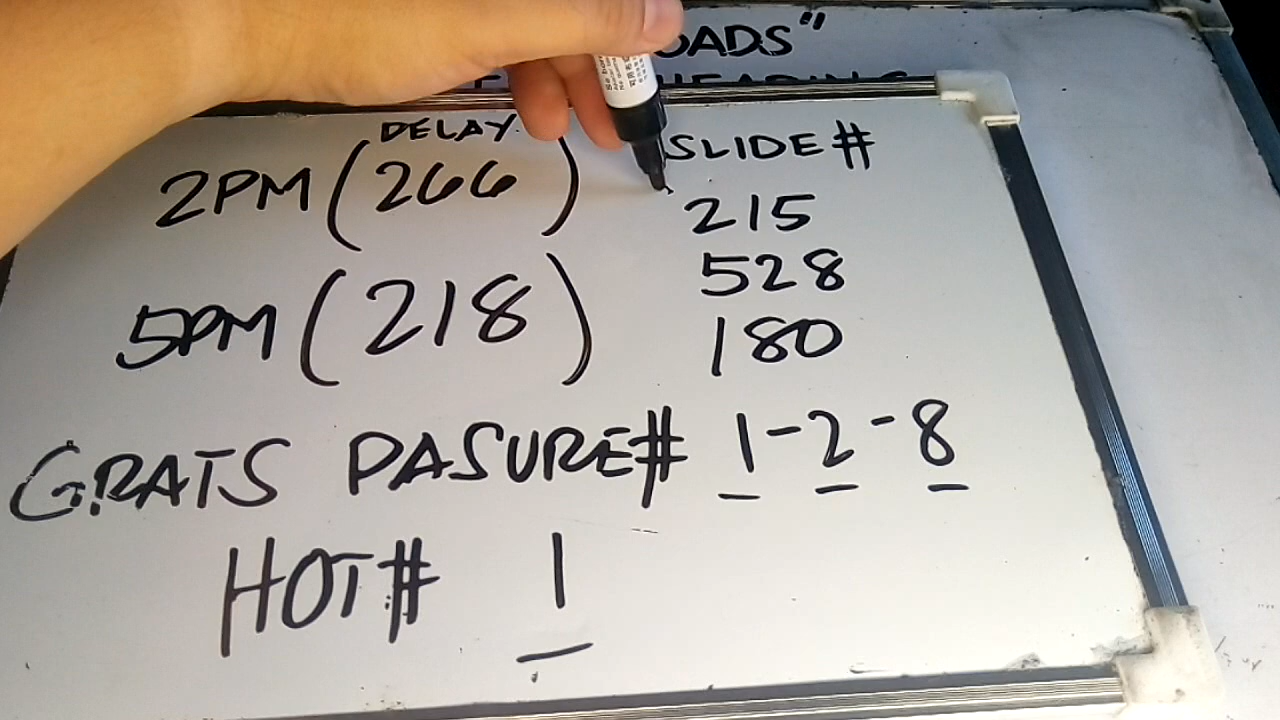 OADS"
DELAY
2PM (266) SLIDE#
215
528
5PM (218) 180
GRATS PASURE# 1-2-8
HOT# 1